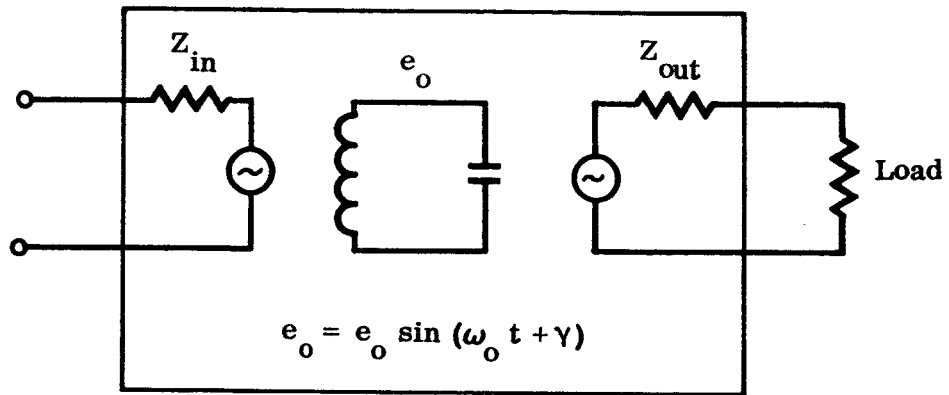 Z_in
e_o
Z_out
Load
e_o = e_o sin (ω_o t + γ)